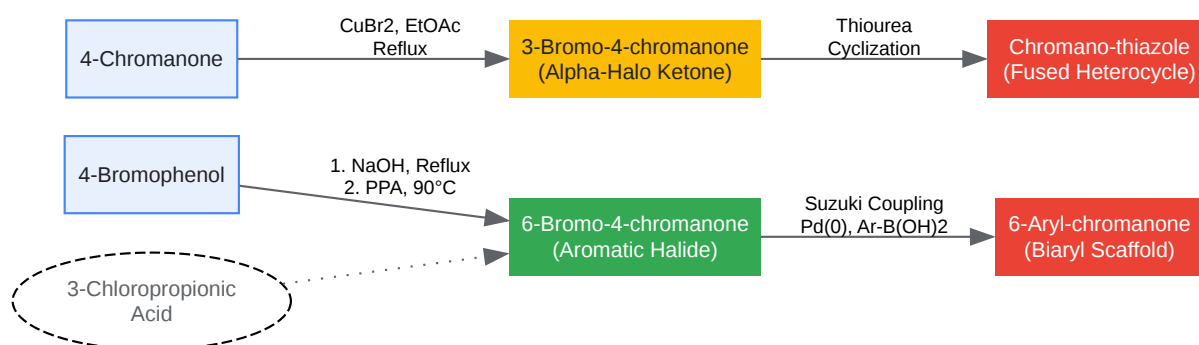 4-Chromanone
CuBr2, EtOAc
Reflux
3-Bromo-4-chromanone
(Alpha-Halo Ketone)
Thiourea
Cyclization
Chromano-thiazole
(Fused Heterocycle)
4-Bromophenol
1. NaOH, Reflux
2. PPA, 90°C
3-Chloropropionic
Acid
6-Bromo-4-chromanone
(Aromatic Halide)
Suzuki Coupling
Pd(0), Ar-B(OH)2
6-Aryl-chromanone
(Biaryl Scaffold)